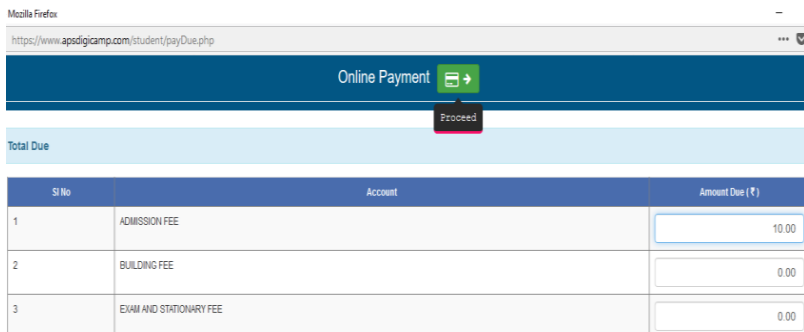 Mozilla Firefox
https://www.apsdigicamp.com/student/payDue.php
Online Payment
Proceed
Total Due
Sl No Account Amount Due (₹)
1 ADMISSION FEE 10.00
2 BUILDING FEE 0.00
3 EXAM AND STATIONARY FEE 0.00